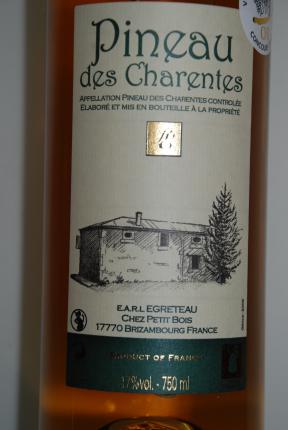 Pineau
des Charentes
APPELLATION PINEAU DES CHARENTES CONTRÔLÉE
ELABORÉ ET MIS EN BOUTEILLE À LA PROPRIÉTÉ
E.A.R.L EGRETEAU
CHEZ PETIT BOIS
17770 BRIZAMBOURG FRANCE
PRODUCT OF FRANCE
17%vol. - 750 ml